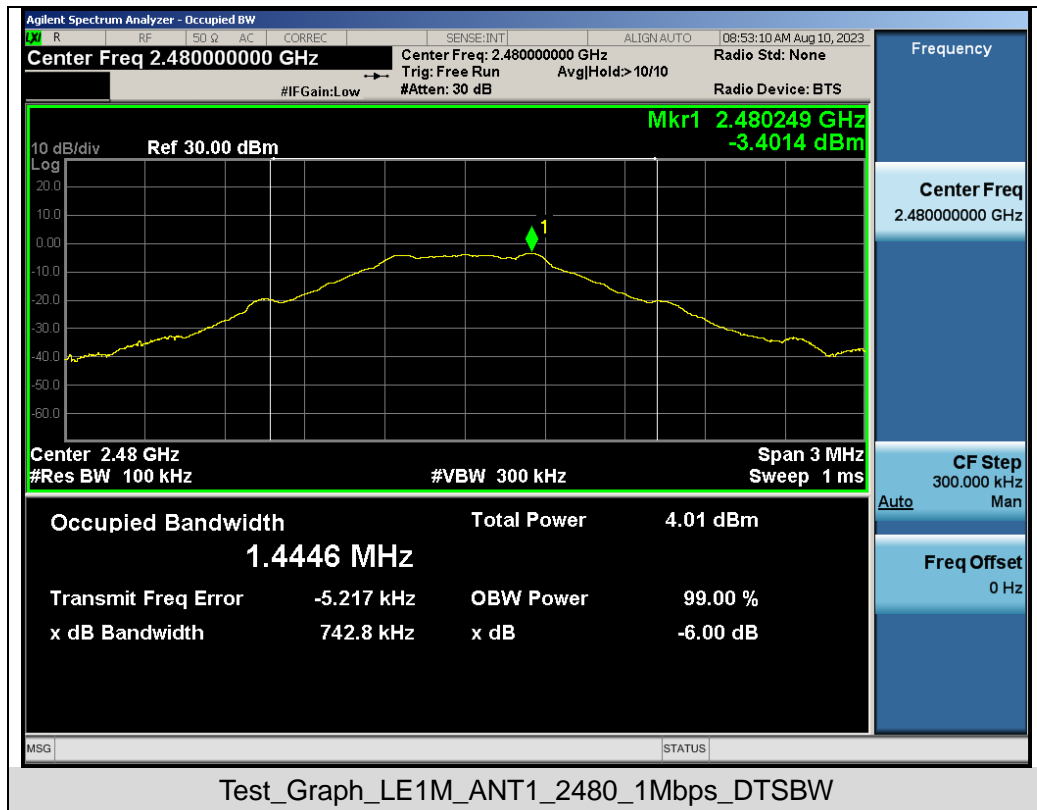 Agilent Spectrum Analyzer - Occupied BW
LXI R RF 50 Ω AC CORREC SENSE:INT ALIGN AUTO 08:53:10 AM Aug 10, 2023
Center Freq 2.480000000 GHz Center Freq: 2.480000000 GHz Radio Std: None Frequency
Trig: Free Run Avg|Hold:> 10/10
#IFGain:Low #Atten: 30 dB Radio Device: BTS
Mkr1 2.480249 GHz
-3.4014 dBm
10 dB/div Ref 30.00 dBm
Log
20.0
10.0
0.00
-10.0
-20.0
-30.0
-40.0
-50.0
-60.0
1
Center 2.48 GHz Span 3 MHz
#Res BW 100 kHz #VBW 300 kHz Sweep 1 ms
Occupied Bandwidth Total Power 4.01 dBm
1.4446 MHz
Transmit Freq Error -5.217 kHz OBW Power 99.00 %
x dB Bandwidth 742.8 kHz x dB -6.00 dB
Center Freq
2.480000000 GHz
CF Step
300.000 kHz
Auto Man
Freq Offset
0 Hz
MSG STATUS
Test_Graph_LE1M_ANT1_2480_1Mbps_DTSBW